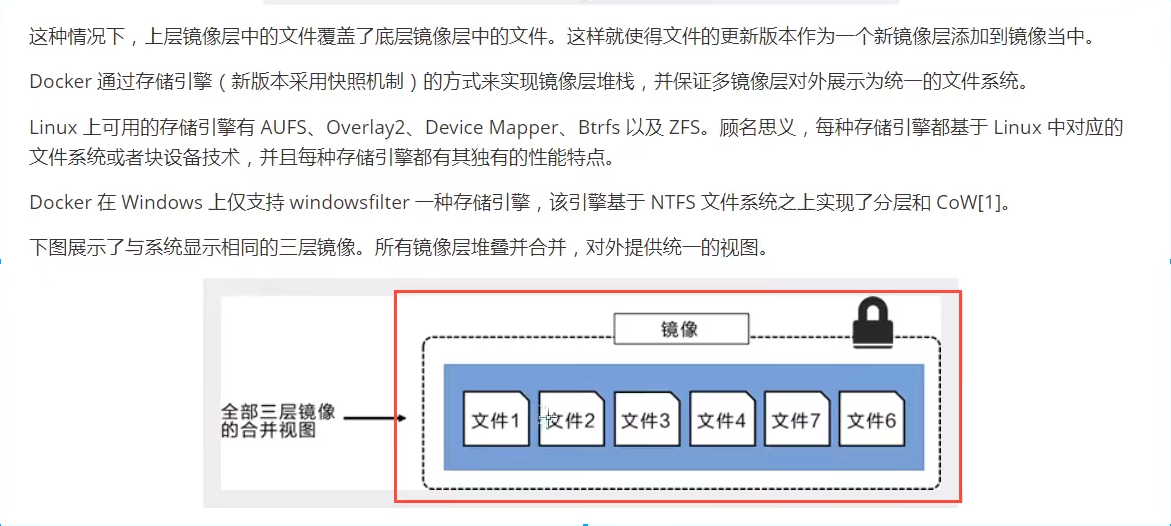 这种情况下，上层镜像层中的文件覆盖了底层镜像层中的文件。这样就使得文件的更新版本作为一个新镜像层添加到镜像当中。
Docker 通过存储引擎（新版本采用快照机制）的方式来实现镜像层堆栈，并保证多镜像层对外展示为统一的文件系统。
Linux 上可用的存储引擎有 AUFS、Overlay2、Device Mapper、Btrfs 以及 ZFS。顾名思义，每种存储引擎都基于 Linux 中对应的
文件系统或者块设备技术，并且每种存储引擎都有其独有的性能特点。
Docker 在 Windows 上仅支持 windowsfilter 一种存储引擎，该引擎基于 NTFS 文件系统之上实现了分层和 CoW[1]。
下图展示了与系统显示相同的三层镜像。所有镜像层堆叠并合并，对外提供统一的视图。
镜像
全部三层镜像
的合并视图
文件1 文件2 文件3 文件4 文件7 文件6